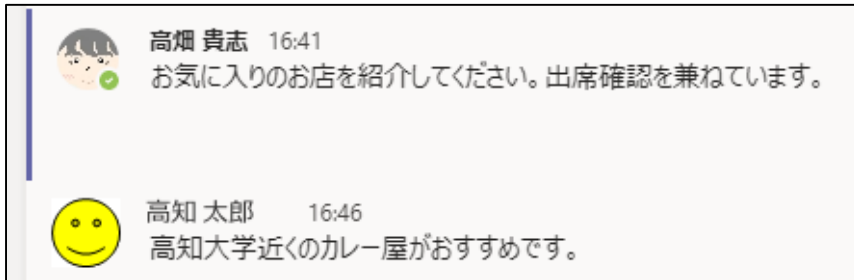 高畑 貴志 16:41
お気に入りのお店を紹介してください。出席確認を兼ねています。
高知 太郎 16:46
高知大学近くのカレー屋がおすすめです。